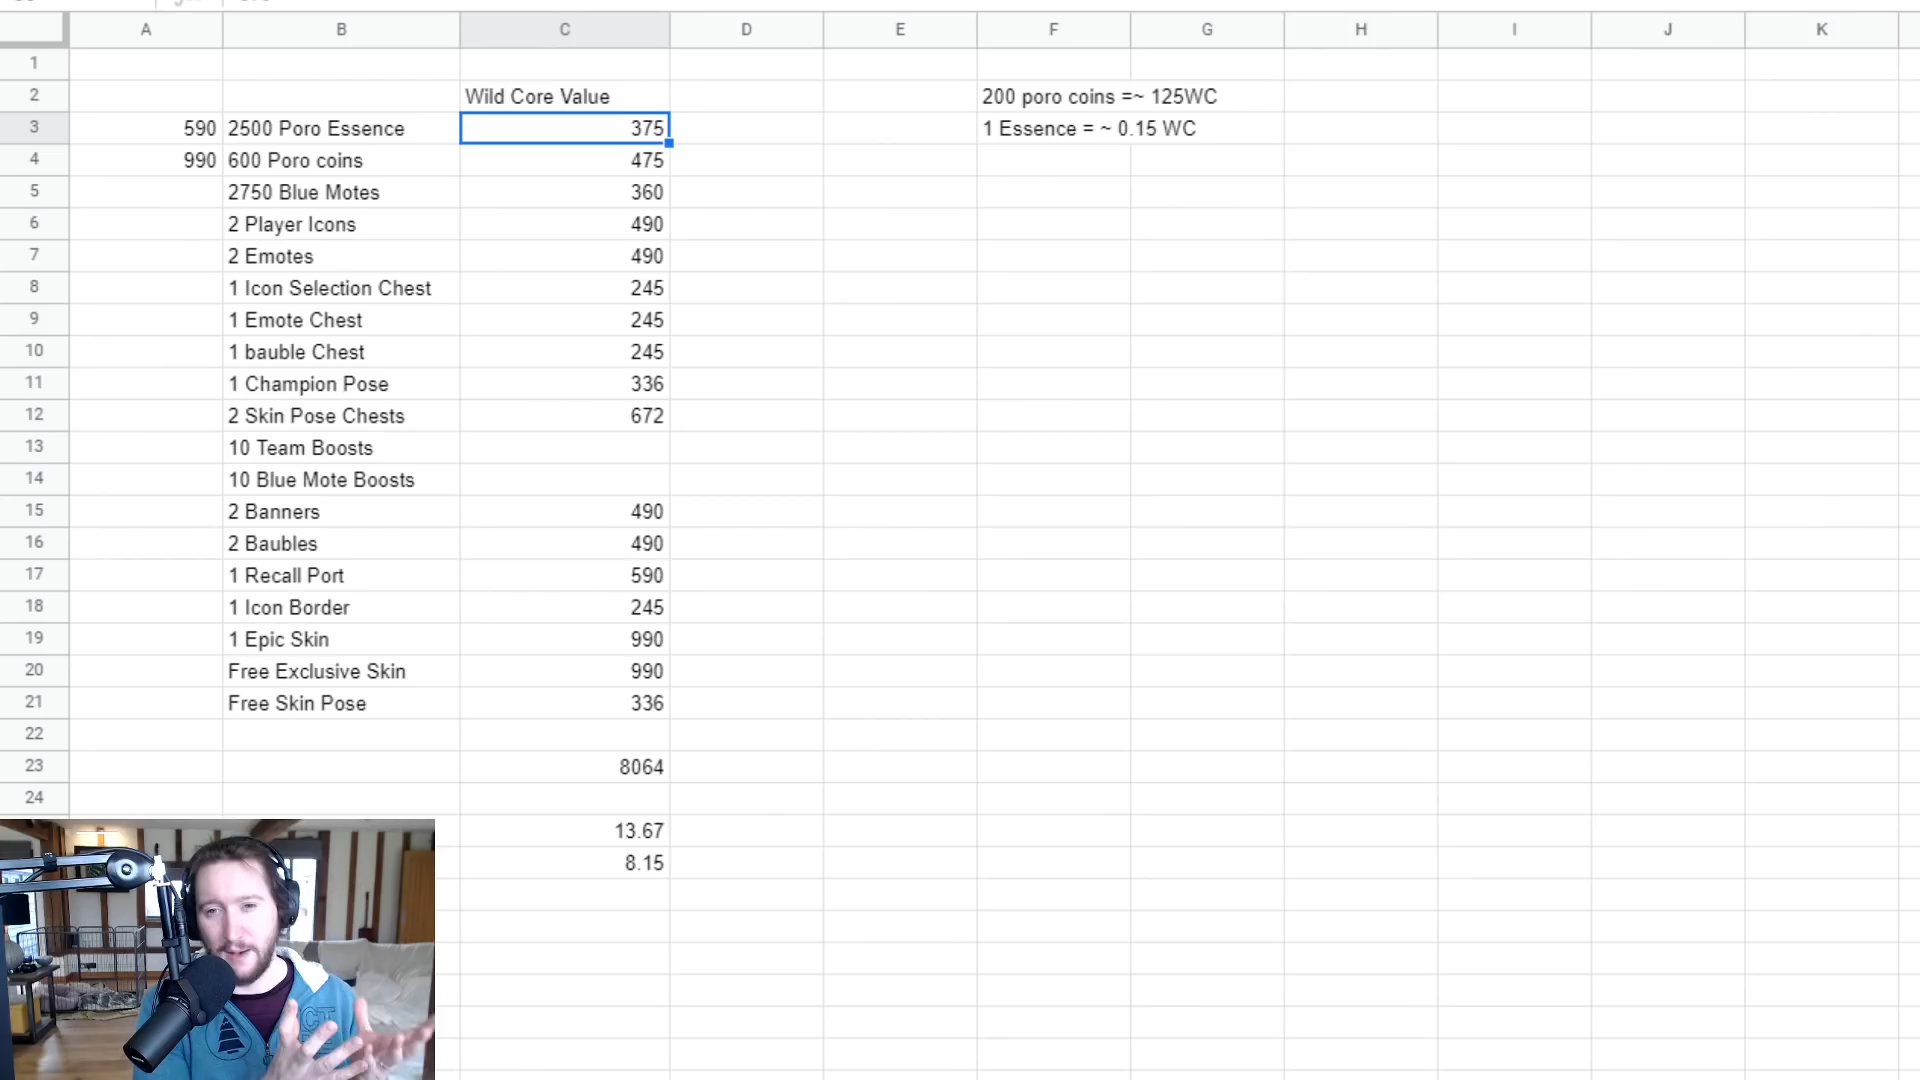 A B C D E F G H I J K
1
2 Wild Core Value 200 poro coins =~ 125WC
3 590 2500 Poro Essence 375 1 Essence = ~ 0.15 WC
4 990 600 Poro coins 475
5 2750 Blue Motes 360
6 2 Player Icons 490
7 2 Emotes 490
8 1 Icon Selection Chest 245
9 1 Emote Chest 245
10 1 bauble Chest 245
11 1 Champion Pose 336
12 2 Skin Pose Chests 672
13 10 Team Boosts
14 10 Blue Mote Boosts
15 2 Banners 490
16 2 Baubles 490
17 1 Recall Port 590
18 1 Icon Border 245
19 1 Epic Skin 990
20 Free Exclusive Skin 990
21 Free Skin Pose 336
22
23 8064
24
13.67
8.15